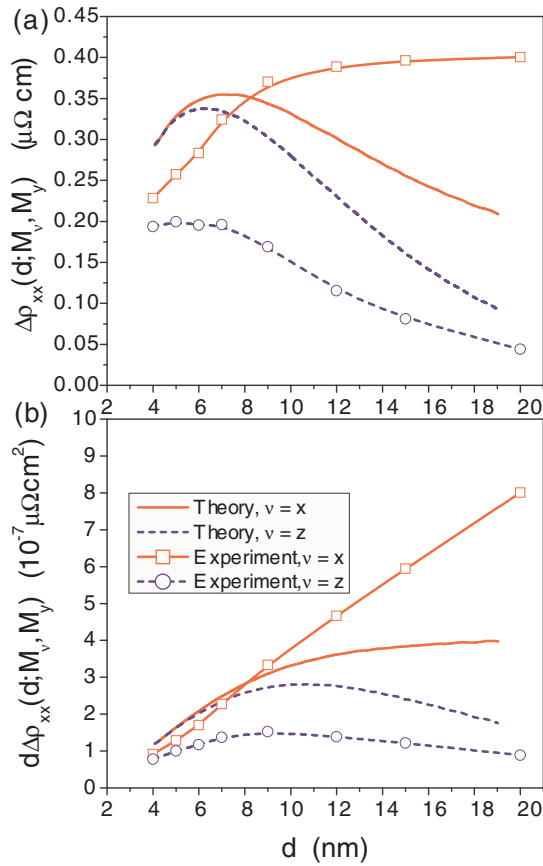 (a)
0.45
0.40
0.35
0.30
0.25
0.20
0.15
0.10
0.05
0.00
Δρxx(d;Mν,My) (μΩ cm)
2 4 6 8 10 12 14 16 18 20
(b)
10
9
8
7
6
5
4
3
2
1
0
dΔρxx(d;Mν,My) (10⁻⁷μΩcm²)
Theory, ν = x
Theory, ν = z
Experiment,ν = x
Experiment,ν = z
2 4 6 8 10 12 14 16 18 20
d (nm)